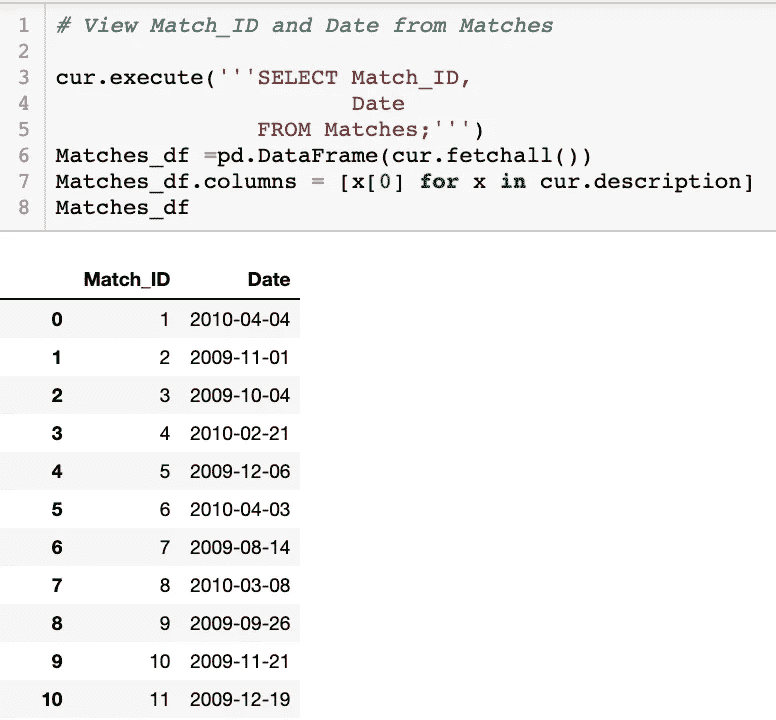 1 # View Match_ID and Date from Matches
2
3 cur.execute('''SELECT Match_ID,
4 Date
5 FROM Matches;''')
6 Matches_df =pd.DataFrame(cur.fetchall())
7 Matches_df.columns = [x[0] for x in cur.description]
8 Matches_df
Match_ID Date
0 1 2010-04-04
1 2 2009-11-01
2 3 2009-10-04
3 4 2010-02-21
4 5 2009-12-06
5 6 2010-04-03
6 7 2009-08-14
7 8 2010-03-08
8 9 2009-09-26
9 10 2009-11-21
10 11 2009-12-19